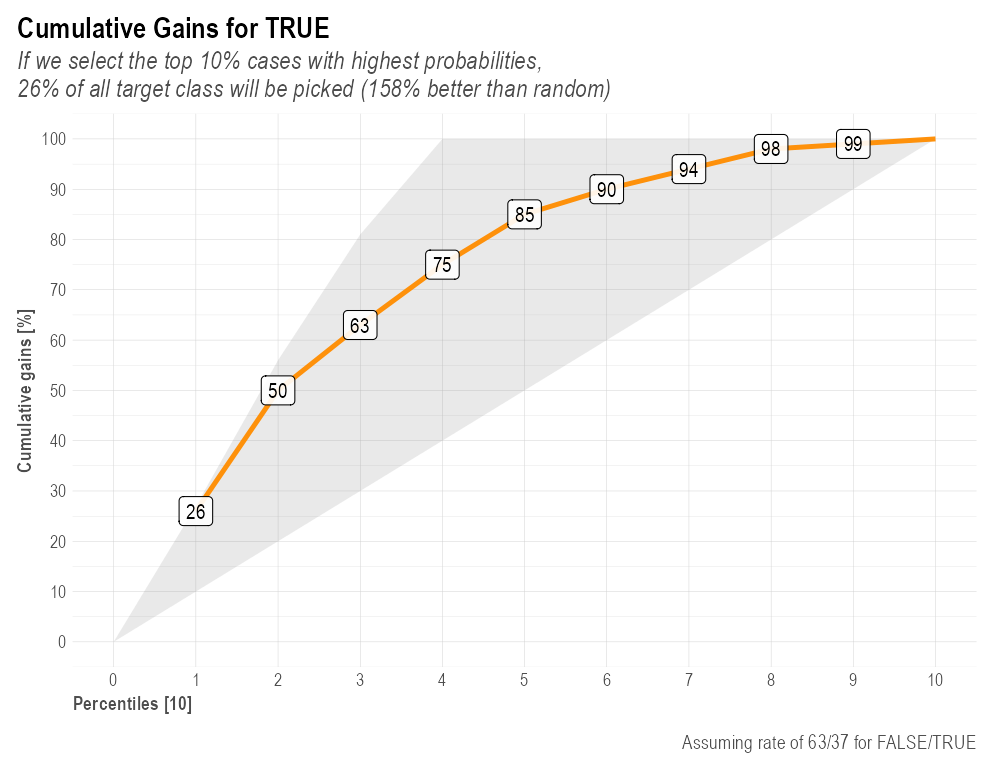 Cumulative Gains for TRUE
If we select the top 10% cases with highest probabilities,
26% of all target class will be picked (158% better than random)
Cumulative gains [%]
100
90
80
70
60
50
40
30
20
10
0
26
50
63
75
85
90
94
98
99
0 1 2 3 4 5 6 7 8 9 10
Percentiles [10]
Assuming rate of 63/37 for FALSE/TRUE